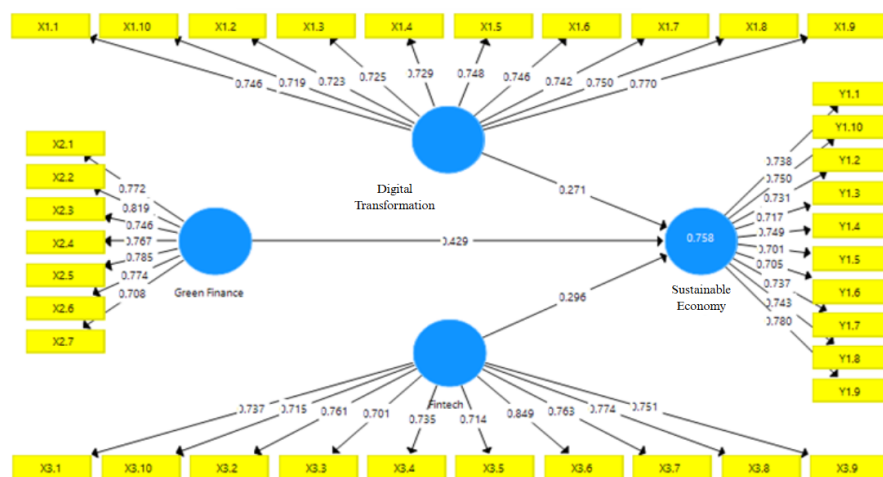 X1.1 X1.10 X1.2 X1.3 X1.4 X1.5 X1.6 X1.7 X1.8 X1.9
0.746 0.719 0.723 0.725 0.729 0.748 0.746 0.742 0.750 0.770
Digital
Transformation
X2.1
X2.2
X2.3
X2.4
X2.5
X2.6
X2.7
0.772
0.819
0.746
0.767
0.785
0.774
0.708
Green Finance
0.271
0.429
0.296
0.758
Sustainable
Economy
0.738
0.750
0.731
0.717
0.749
0.701
0.705
0.737
0.743
0.780
Y1.1
Y1.10
Y1.2
Y1.3
Y1.4
Y1.5
Y1.6
Y1.7
Y1.8
Y1.9
Fintech
0.737 0.715 0.761 0.701 0.735 0.714 0.849 0.763 0.774 0.751
X3.1 X3.10 X3.2 X3.3 X3.4 X3.5 X3.6 X3.7 X3.8 X3.9